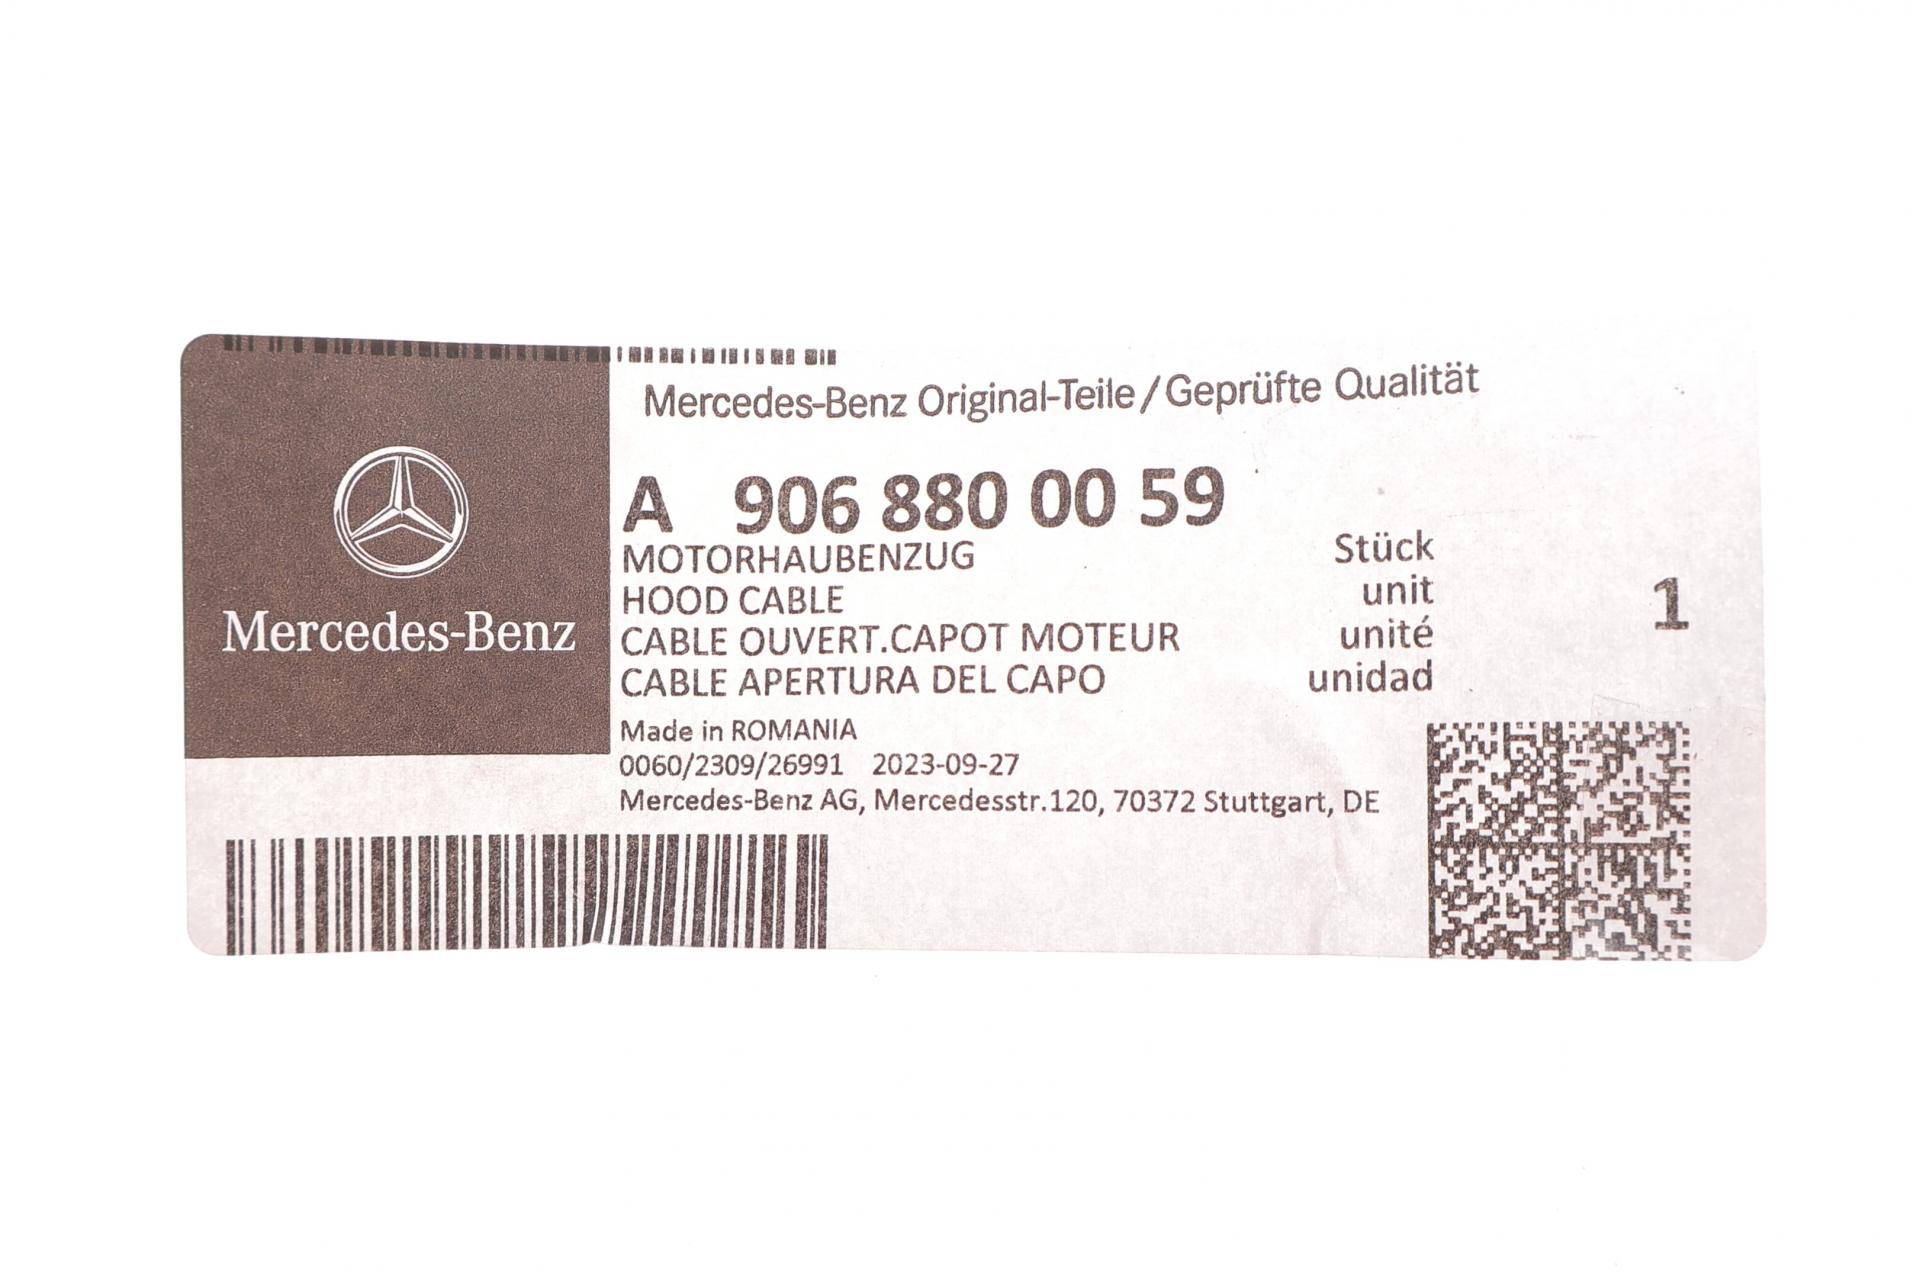 Mercedes-Benz
Mercedes-Benz Original-Teile/Geprüfte Qualität
A 906 880 00 59
MOTORHAUBENZUG
HOOD CABLE
CABLE OUVERT.CAPOT MOTEUR
CABLE APERTURA DEL CAPO
Stück
unit
unité
unidad
1
Made in ROMANIA
0060/2309/26991 2023-09-27
Mercedes-Benz AG, Mercedesstr.120, 70372 Stuttgart, DE